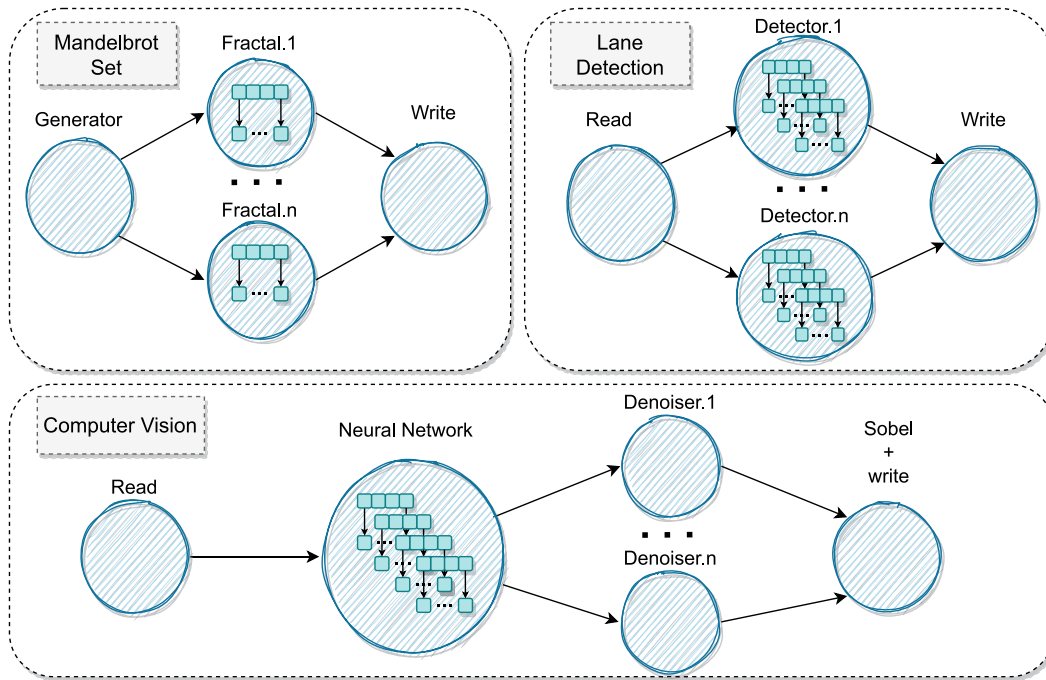 Mandelbrot
Set
Fractal.1
Generator
Write
Fractal.n
Lane
Detection
Detector.1
Read
Write
Detector.n
Computer Vision
Neural Network
Denoiser.1
Sobel
+
write
Read
Denoiser.n